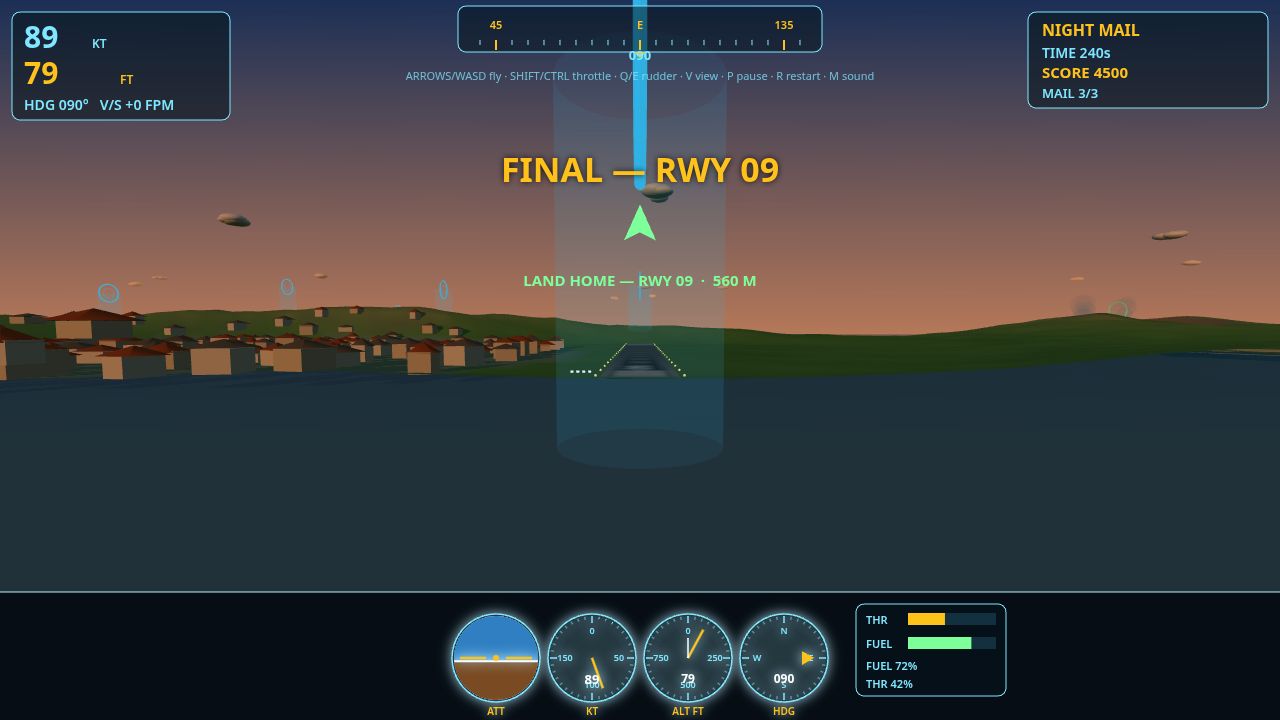 89 KT
79 FT
HDG 090° V/S +0 FPM
45 E 135
090
ARROWS/WASD fly · SHIFT/CTRL throttle · Q/E rudder · V view · P pause · R restart · M sound
NIGHT MAIL
TIME 240s
SCORE 4500
MAIL 3/3
FINAL — RWY 09
LAND HOME — RWY 09 · 560 M
ATT
0
150 50
89
100
KT
0
750 250
79
500
ALT FT
N
W E
090
S
HDG
THR
FUEL
FUEL 72%
THR 42%